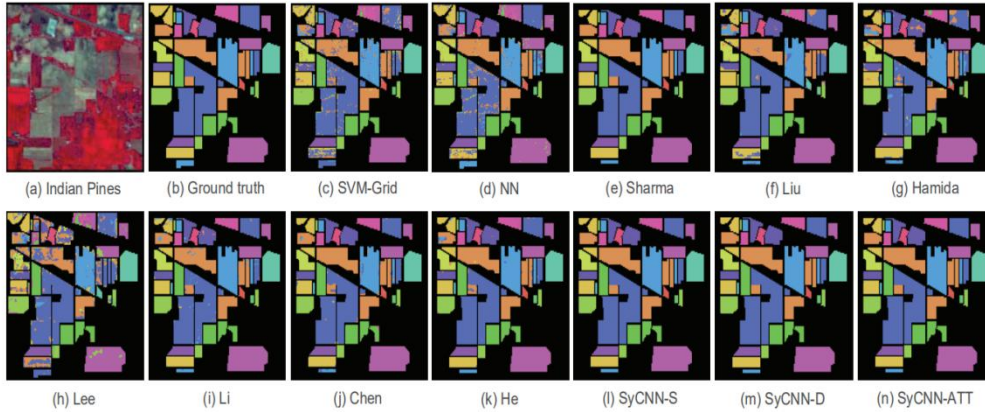 (a) Indian Pines (b) Ground truth (c) SVM-Grid (d) NN (e) Sharma (f) Liu (g) Hamida
(h) Lee (i) Li (j) Chen (k) He (l) SyCNN-S (m) SyCNN-D (n) SyCNN-ATT